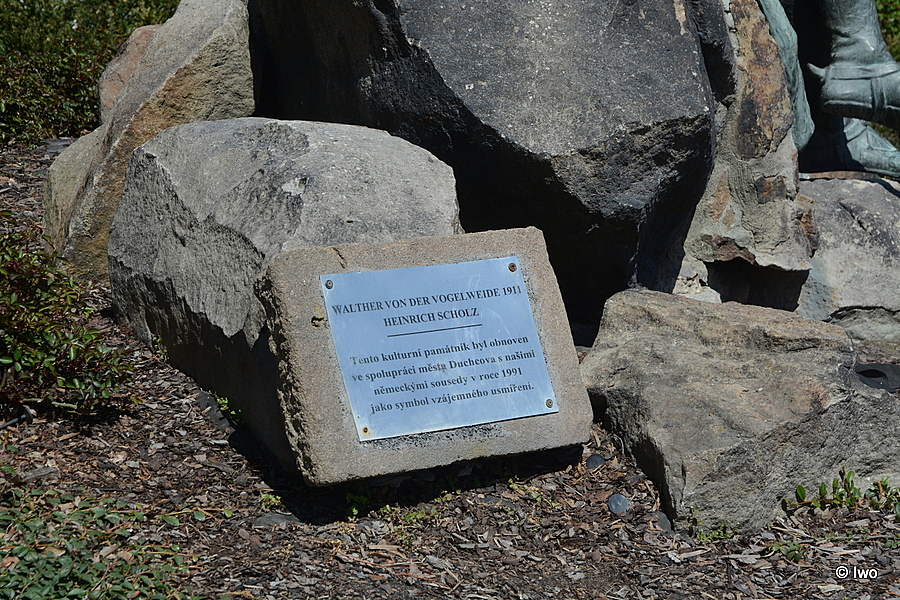 WALTHER VON DER VOGELWEIDE 1911
HEINRICH SCHOLZ
Tento kulturní památník byl obnoven
ve spolupráci města Duchcova s našimi
německými sousedy v roce 1991
jako symbol vzájemného usmíření.
© Iwo